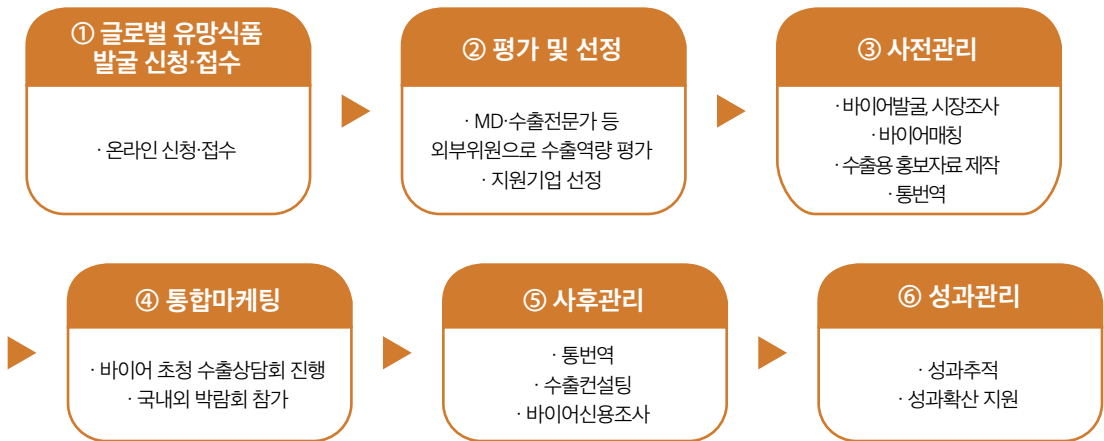 ① 글로벌 유망식품
발굴 신청·접수
· 온라인 신청·접수
② 평가 및 선정
· MD·수출전문가 등
외부위원으로 수출역량 평가
· 지원기업 선정
③ 사전관리
· 바이어발굴, 시장조사
· 바이어매칭
· 수출용 홍보자료 제작
· 통번역
④ 통합마케팅
· 바이어 초청 수출상담회 진행
· 국내외 박람회 참가
⑤ 사후관리
· 통번역
· 수출컨설팅
· 바이어신용조사
⑥ 성과관리
· 성과추적
· 성과확산 지원